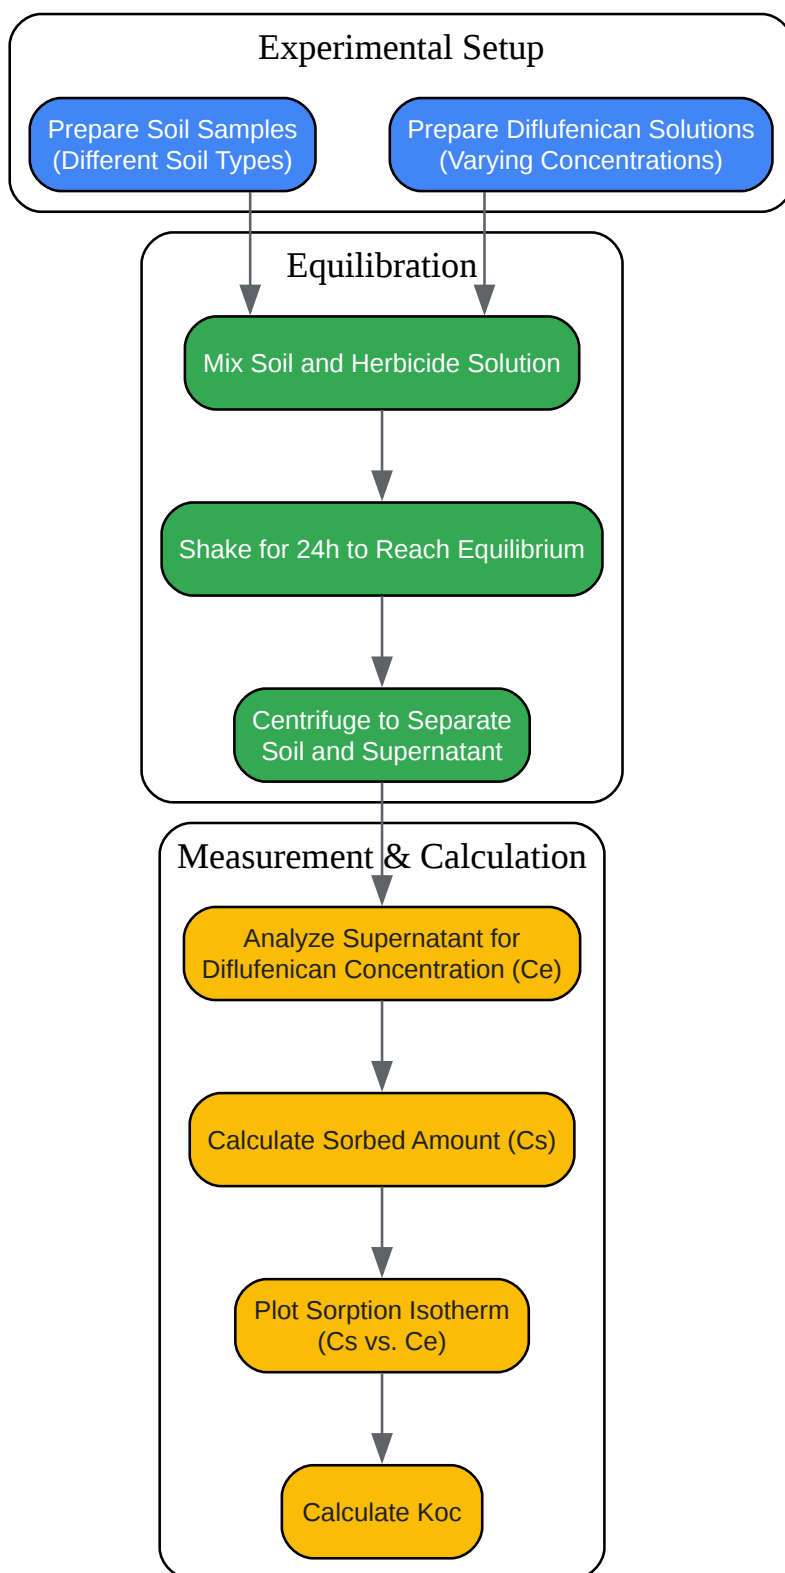 Experimental Setup
Prepare Soil Samples
(Different Soil Types)
Prepare Diflufenican Solutions
(Varying Concentrations)
Equilibration
Mix Soil and Herbicide Solution
Shake for 24h to Reach Equilibrium
Centrifuge to Separate
Soil and Supernatant
Measurement & Calculation
Analyze Supernatant for
Diflufenican Concentration (Ce)
Calculate Sorbed Amount (Cs)
Plot Sorption Isotherm
(Cs vs. Ce)
Calculate Koc